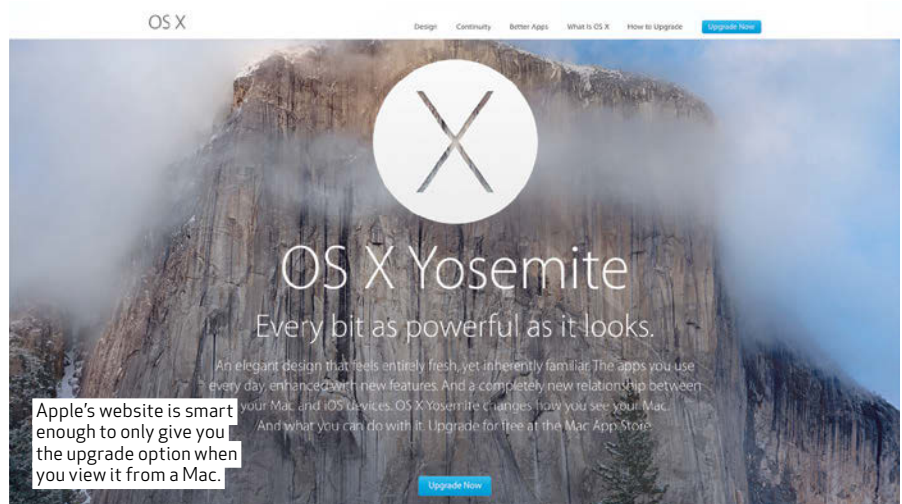 OS X
Design Continuity Better Apps What Is OS X How to Upgrade Upgrade Now
X
OS X Yosemite
Every bit as powerful as it looks.
An elegant design that feels entirely fresh, yet inherently familiar. The apps you use
every day, enhanced with new features. And a completely new relationship between
your Mac and iOS devices. OS X Yosemite changes how you see your Mac.
And what you can do with it. Upgrade for free at the Mac App Store.
Apple's website is smart
enough to only give you
the upgrade option when
you view it from a Mac.
Upgrade Now